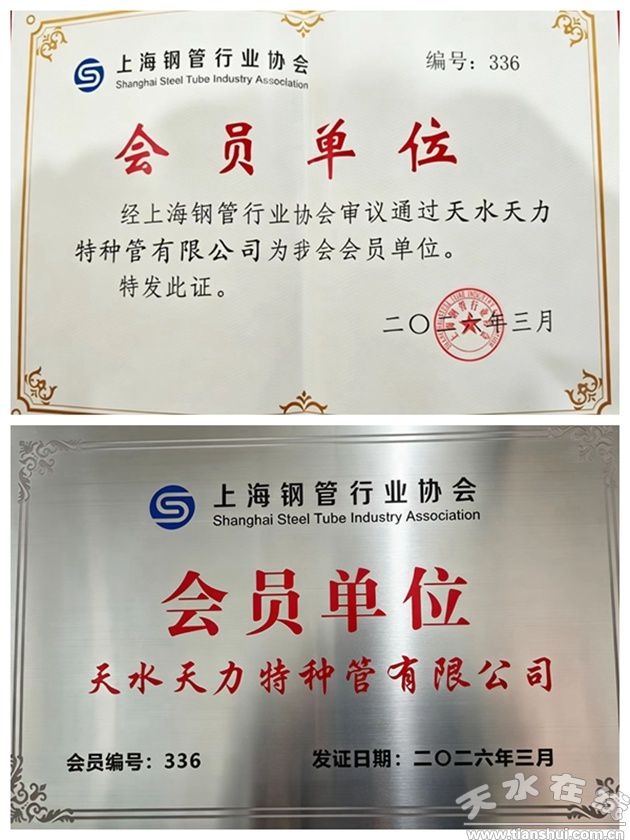 上海钢管行业协会
Shanghai Steel Tube Industry Association
编号：336
会员单位
经上海钢管行业协会审议通过天水天力
特种管有限公司为我会会员单位。
特发此证。
二〇二六年三月
上海钢管行业协会
Shanghai Steel Tube Industry Association
会员单位
天水天力特种管有限公司
会员编号：336
发证日期：二〇二六年三月
天水在线
www.tianshui.com.cn